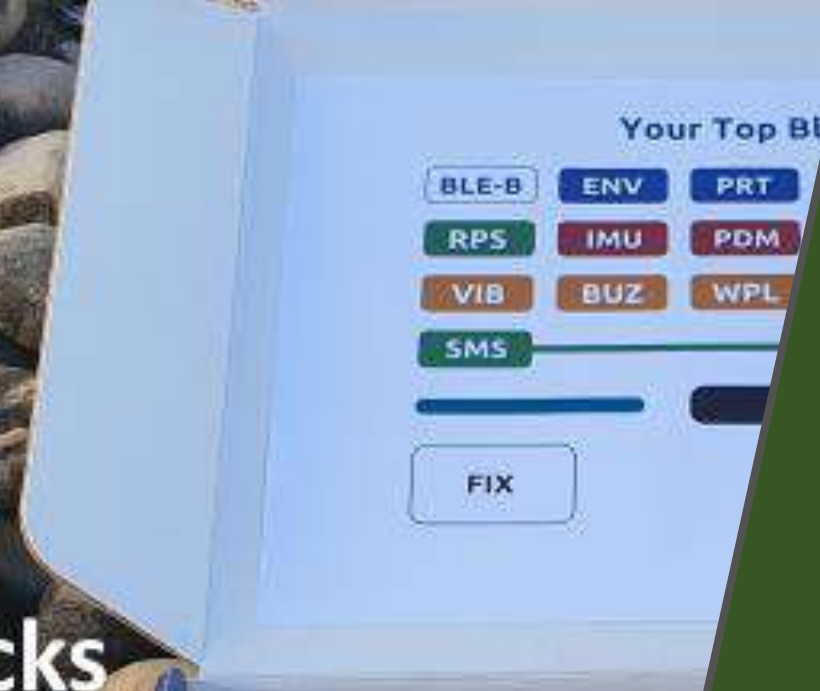 Your Top Bl
BLE-B ENV PRT
RPS IMU PDM
VIB BUZ WPL
SMS
FIX
cks